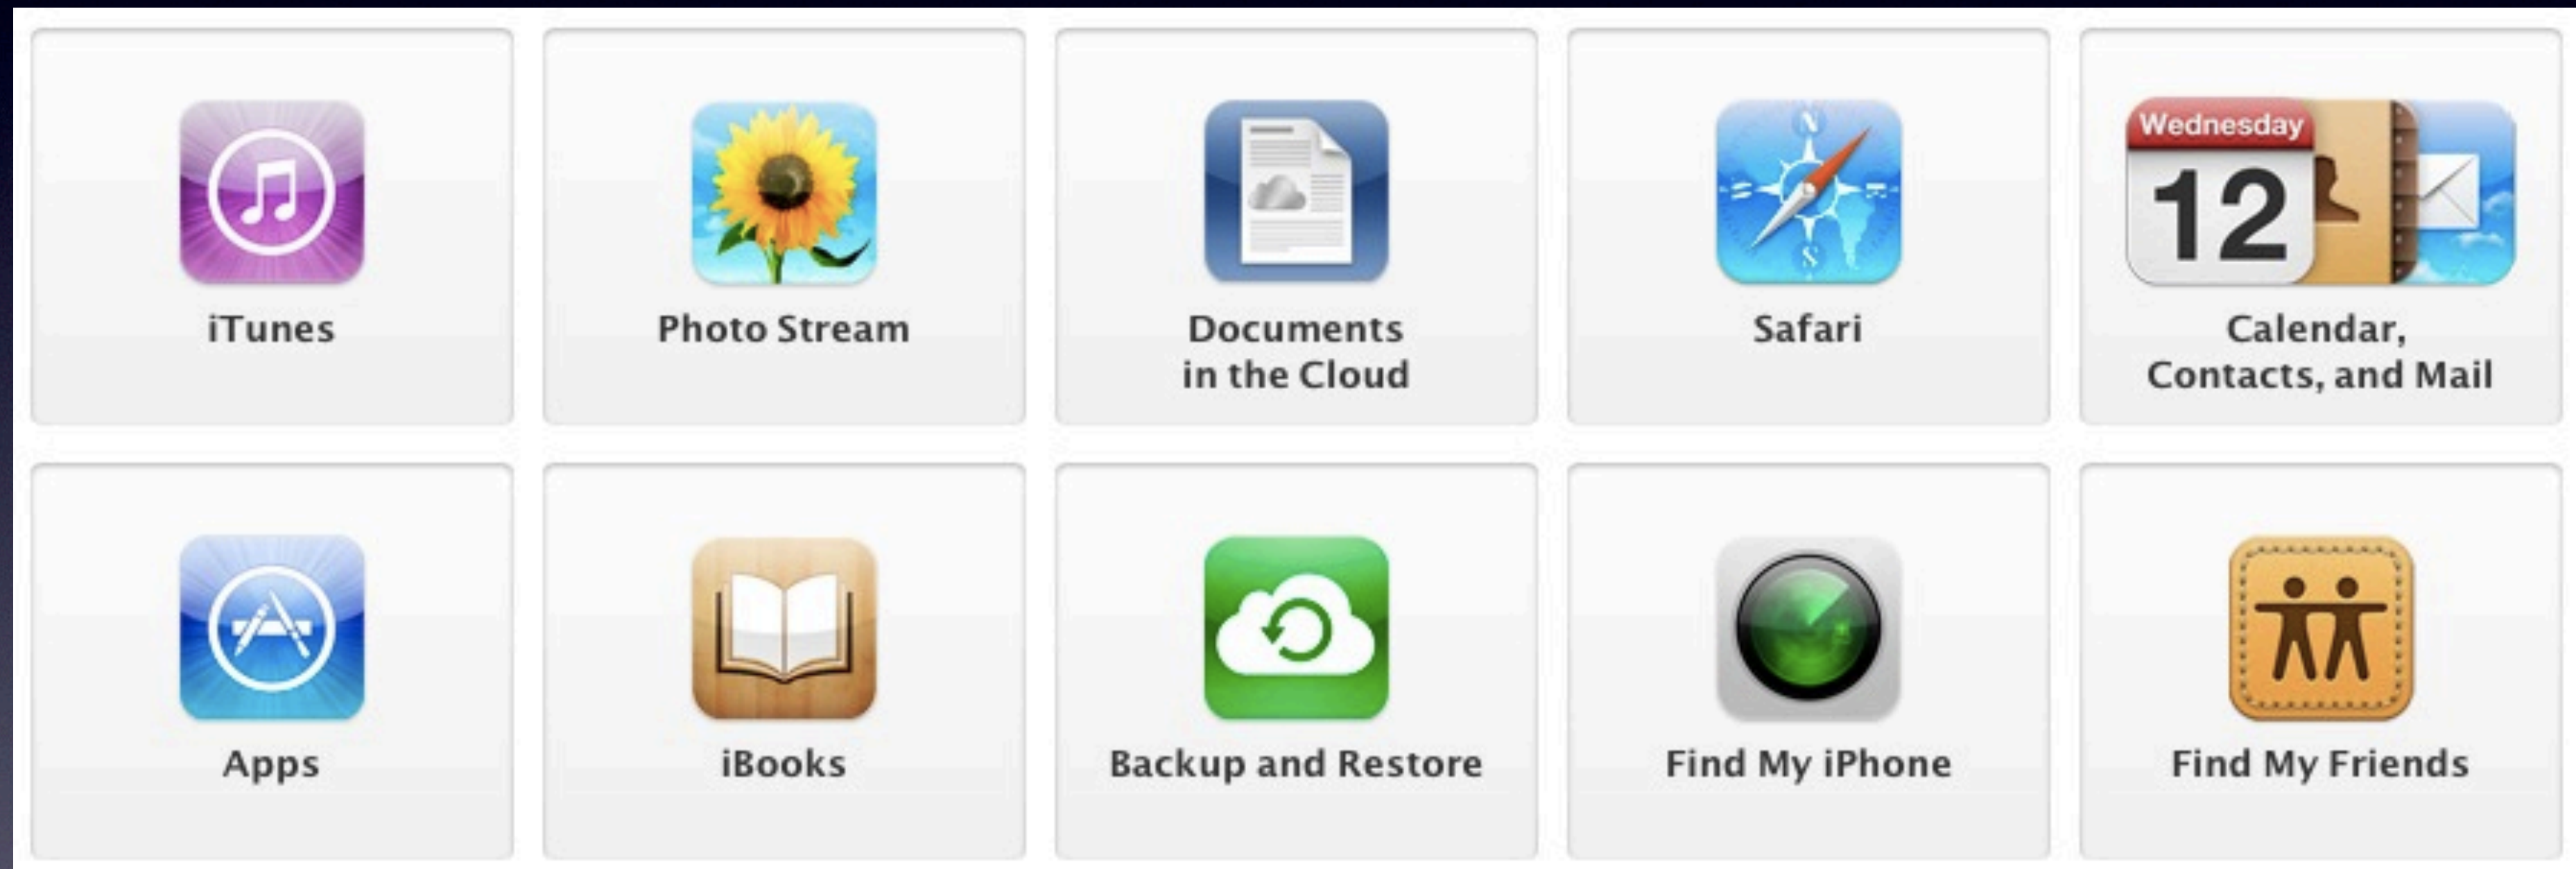 iTunes
Photo Stream
Documents
in the Cloud
N
S
Safari
Wednesday
12
Calendar,
Contacts, and Mail
Apps
iBooks
Backup and Restore
Find My iPhone
Find My Friends